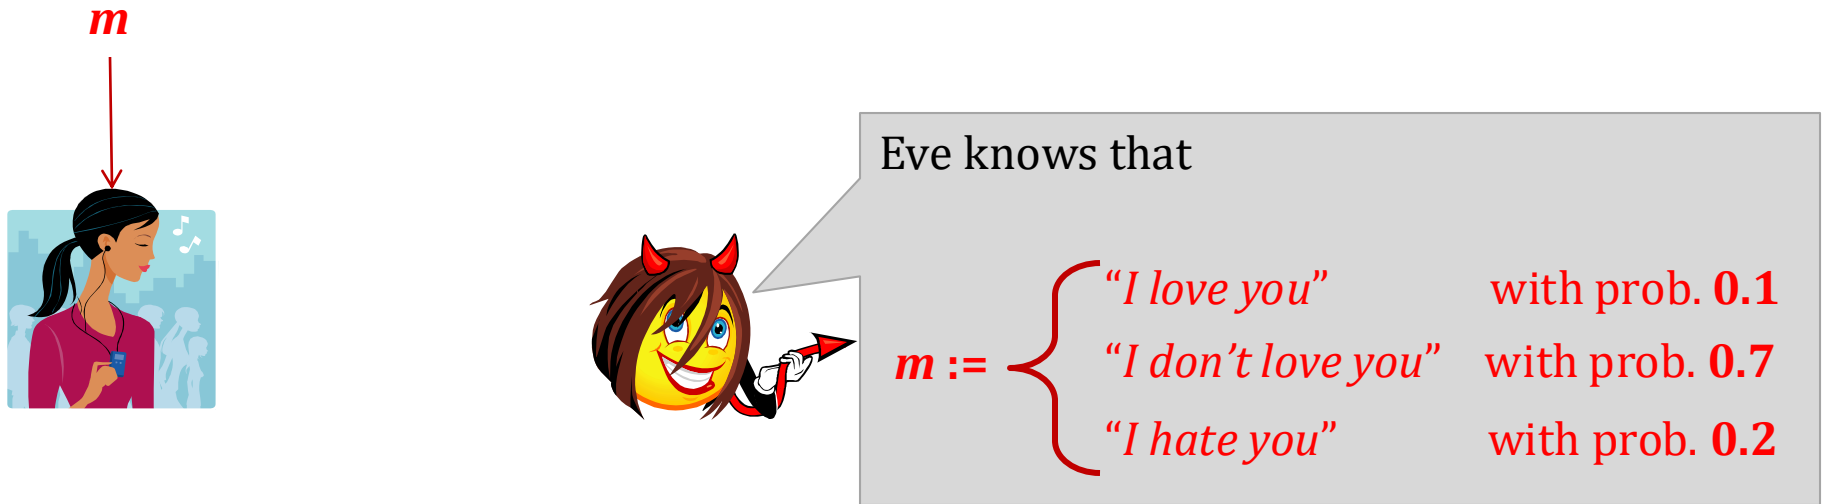 m
Eve knows that
“I love you” with prob. 0.1
m := “I don’t love you” with prob. 0.7
“I hate you” with prob. 0.2